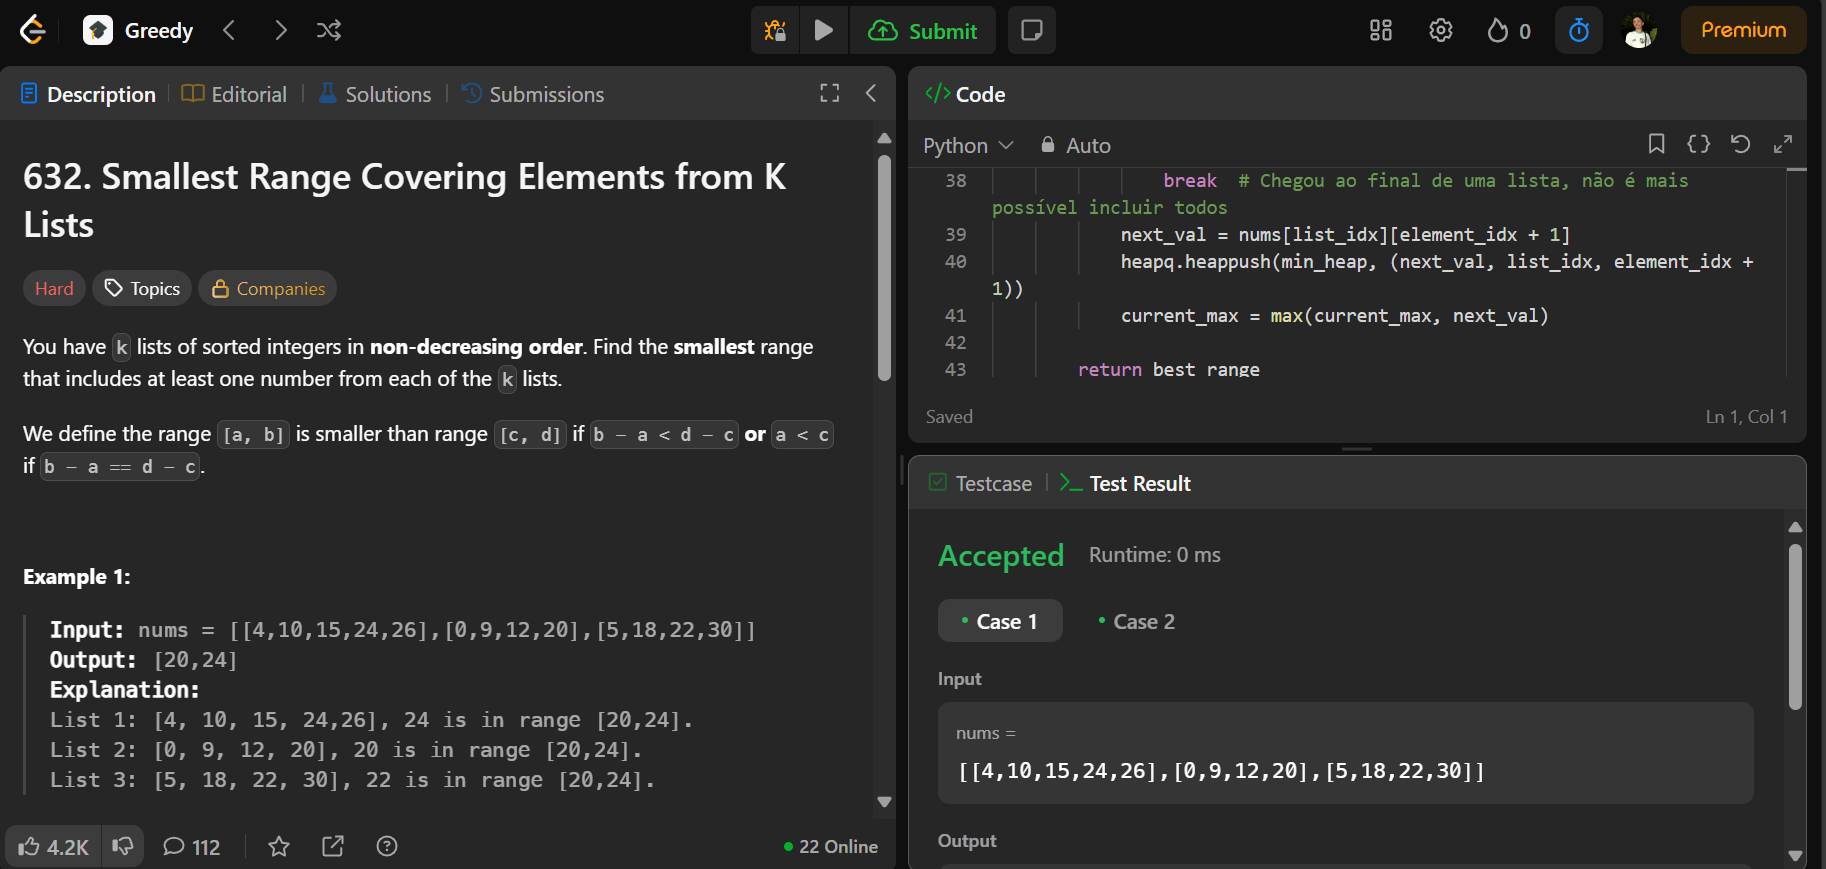 Greedy
Submit
0
Premium
Description
Editorial
Solutions
Submissions
632. Smallest Range Covering Elements from K
Lists
Hard
Topics
Companies
You have k lists of sorted integers in non-decreasing order. Find the smallest range
that includes at least one number from each of the k lists.
We define the range [a, b] is smaller than range [c, d] if b - a < d - c or a < c
if b - a == d - c.
Example 1:
Input: nums = [[4,10,15,24,26],[0,9,12,20],[5,18,22,30]]
Output: [20,24]
Explanation:
List 1: [4, 10, 15, 24,26], 24 is in range [20,24].
List 2: [0, 9, 12, 20], 20 is in range [20,24].
List 3: [5, 18, 22, 30], 22 is in range [20,24].
4.2K
112
22 Online
</> Code
Python
Auto
38 break # Chegou ao final de uma lista, não é mais
possível incluir todos
39 next_val = nums[list_idx][element_idx + 1]
40 heapq.heappush(min_heap, (next_val, list_idx, element_idx +
1))
41 current_max = max(current_max, next_val)
42
43 return best_range
Saved
Ln 1, Col 1
Testcase
Test Result
Accepted
Runtime: 0 ms
Case 1
Case 2
Input
nums =
[[4,10,15,24,26],[0,9,12,20],[5,18,22,30]]
Output